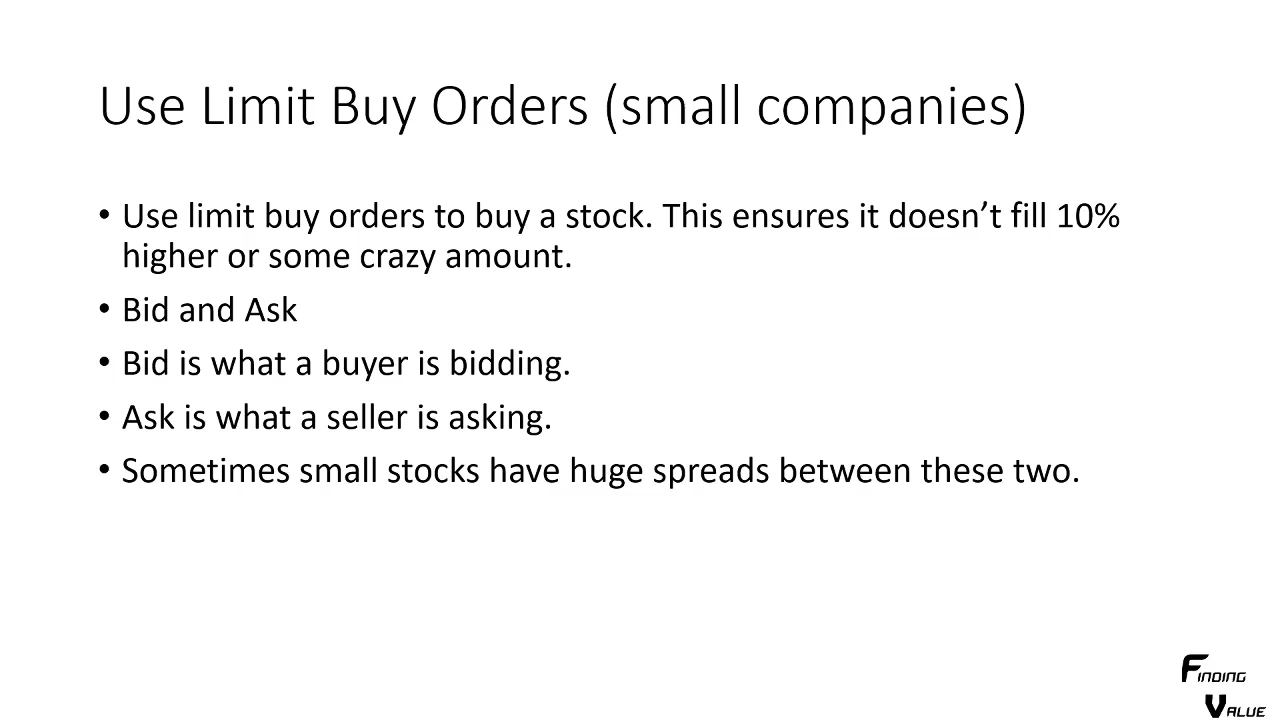 Use Limit Buy Orders (small companies)
• Use limit buy orders to buy a stock. This ensures it doesn’t fill 10%
higher or some crazy amount.
• Bid and Ask
• Bid is what a buyer is bidding.
• Ask is what a seller is asking.
• Sometimes small stocks have huge spreads between these two.
Finding
Value